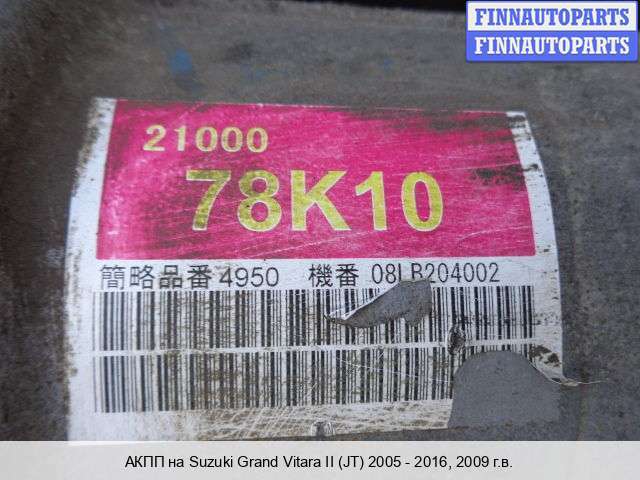 FINNAUTOPARTS
FINNAUTOPARTS
21000
78K10
簡略品番 4950 機番 08LB204002
АКПП на Suzuki Grand Vitara II (JT) 2005 - 2016, 2009 г.в.